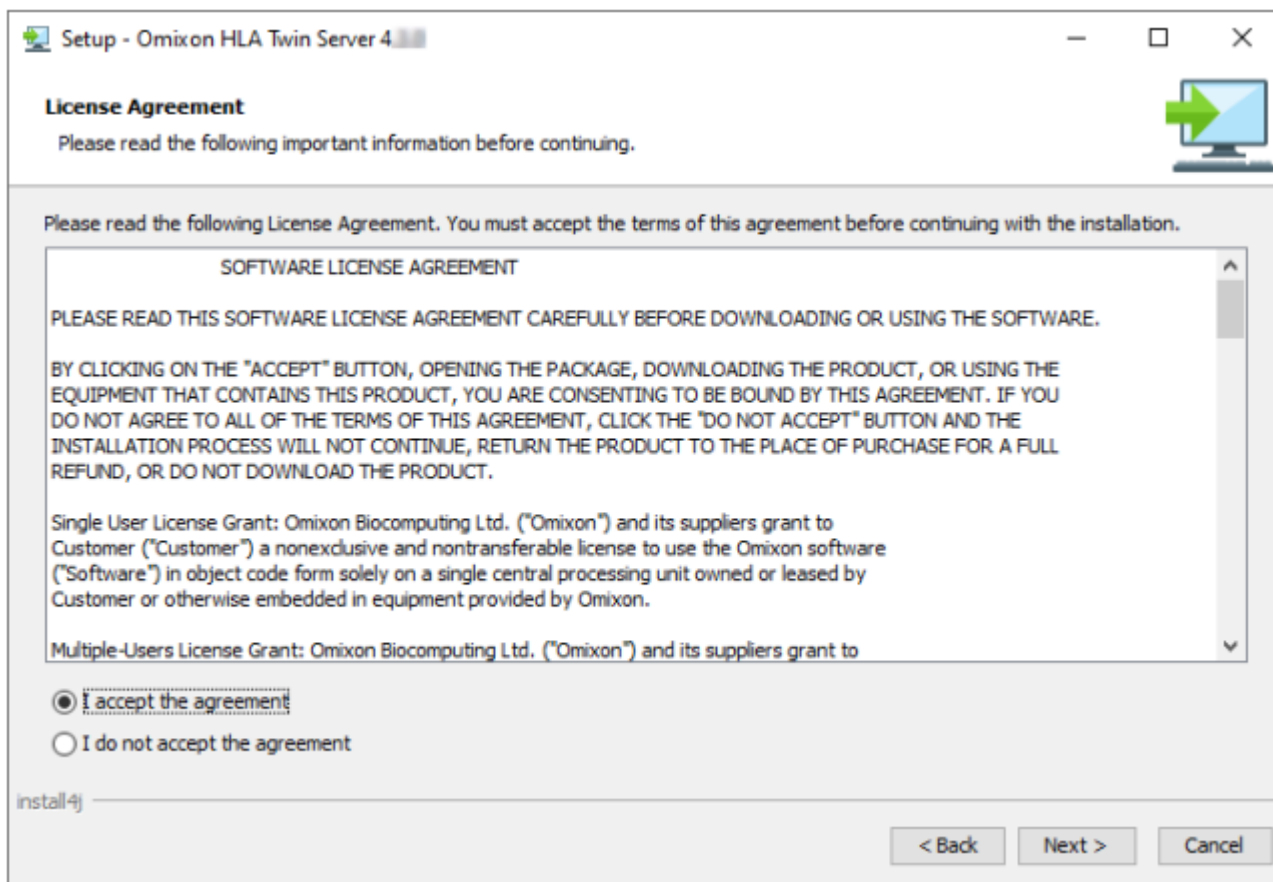 Setup - Omixon HLA Twin Server 4
License Agreement
Please read the following important information before continuing.
Please read the following License Agreement. You must accept the terms of this agreement before continuing with the installation.
SOFTWARE LICENSE AGREEMENT
PLEASE READ THIS SOFTWARE LICENSE AGREEMENT CAREFULLY BEFORE DOWNLOADING OR USING THE SOFTWARE.
BY CLICKING ON THE "ACCEPT" BUTTON, OPENING THE PACKAGE, DOWNLOADING THE PRODUCT, OR USING THE
EQUIPMENT THAT CONTAINS THIS PRODUCT, YOU ARE CONSENTING TO BE BOUND BY THIS AGREEMENT. IF YOU
DO NOT AGREE TO ALL OF THE TERMS OF THIS AGREEMENT, CLICK THE "DO NOT ACCEPT" BUTTON AND THE
INSTALLATION PROCESS WILL NOT CONTINUE, RETURN THE PRODUCT TO THE PLACE OF PURCHASE FOR A FULL
REFUND, OR DO NOT DOWNLOAD THE PRODUCT.
Single User License Grant: Omixon Biocomputing Ltd. ("Omixon") and its suppliers grant to
Customer ("Customer") a nonexclusive and nontransferable license to use the Omixon software
("Software") in object code form solely on a single central processing unit owned or leased by
Customer or otherwise embedded in equipment provided by Omixon.
Multiple-Users License Grant: Omixon Biocomputing Ltd. ("Omixon") and its suppliers grant to
I accept the agreement
I do not accept the agreement
install4j
< Back
Next >
Cancel